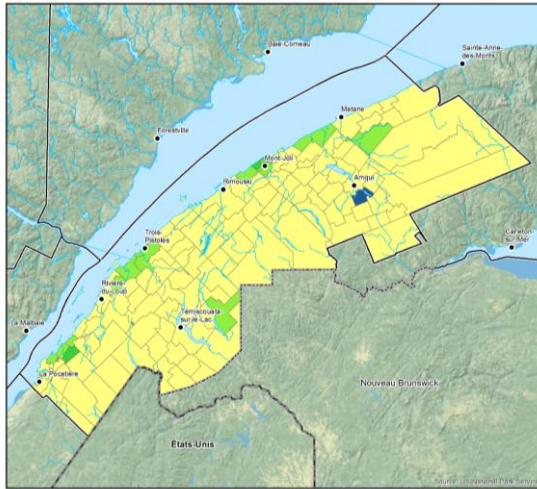 Baie-Comeau
Sainte-Anne-
des-Monts
Forestville
Matane
Mont-Joli
Amqui
Rimouski
Carleton-
sur-Mer
Trois-
Pistoles
Rivière-
du-Loup
La Malbaie
Témiscouata-
sur-le-Lac
La Pocatière
Nouveau Brunswick
États-Unis
Source: US National Park Service